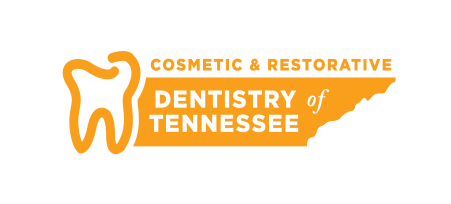 COSMETIC & RESTORATIVE
DENTISTRY of
TENNESSEE